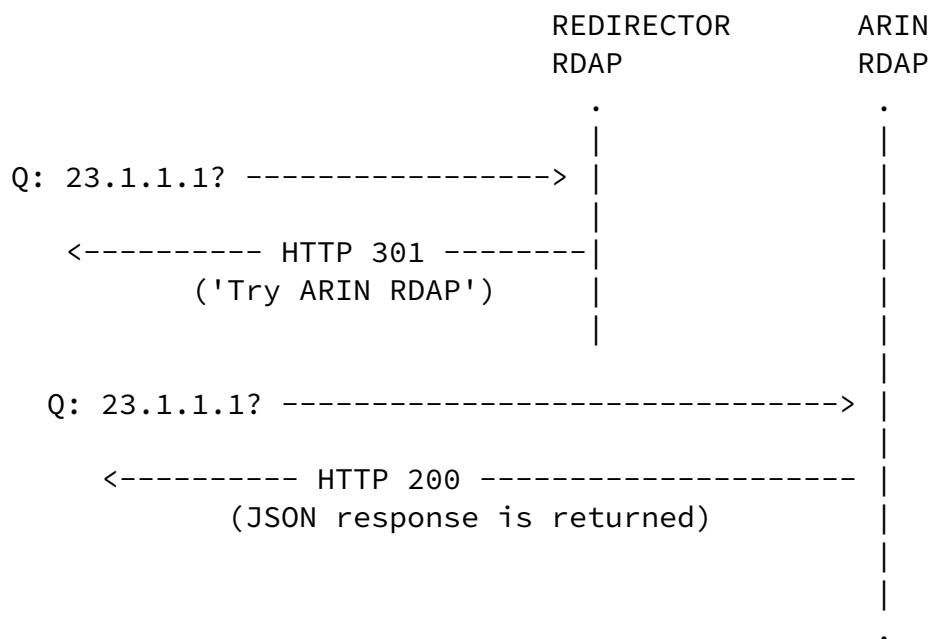 REDIRECTOR ARIN
RDAP RDAP
. .
Q: 23.1.1.1? -----------------> |
<---------- HTTP 301 --------|
('Try ARIN RDAP') |
Q: 23.1.1.1? -------------------------------> |
<---------- HTTP 200 --------------------- |
(JSON response is returned) |
.